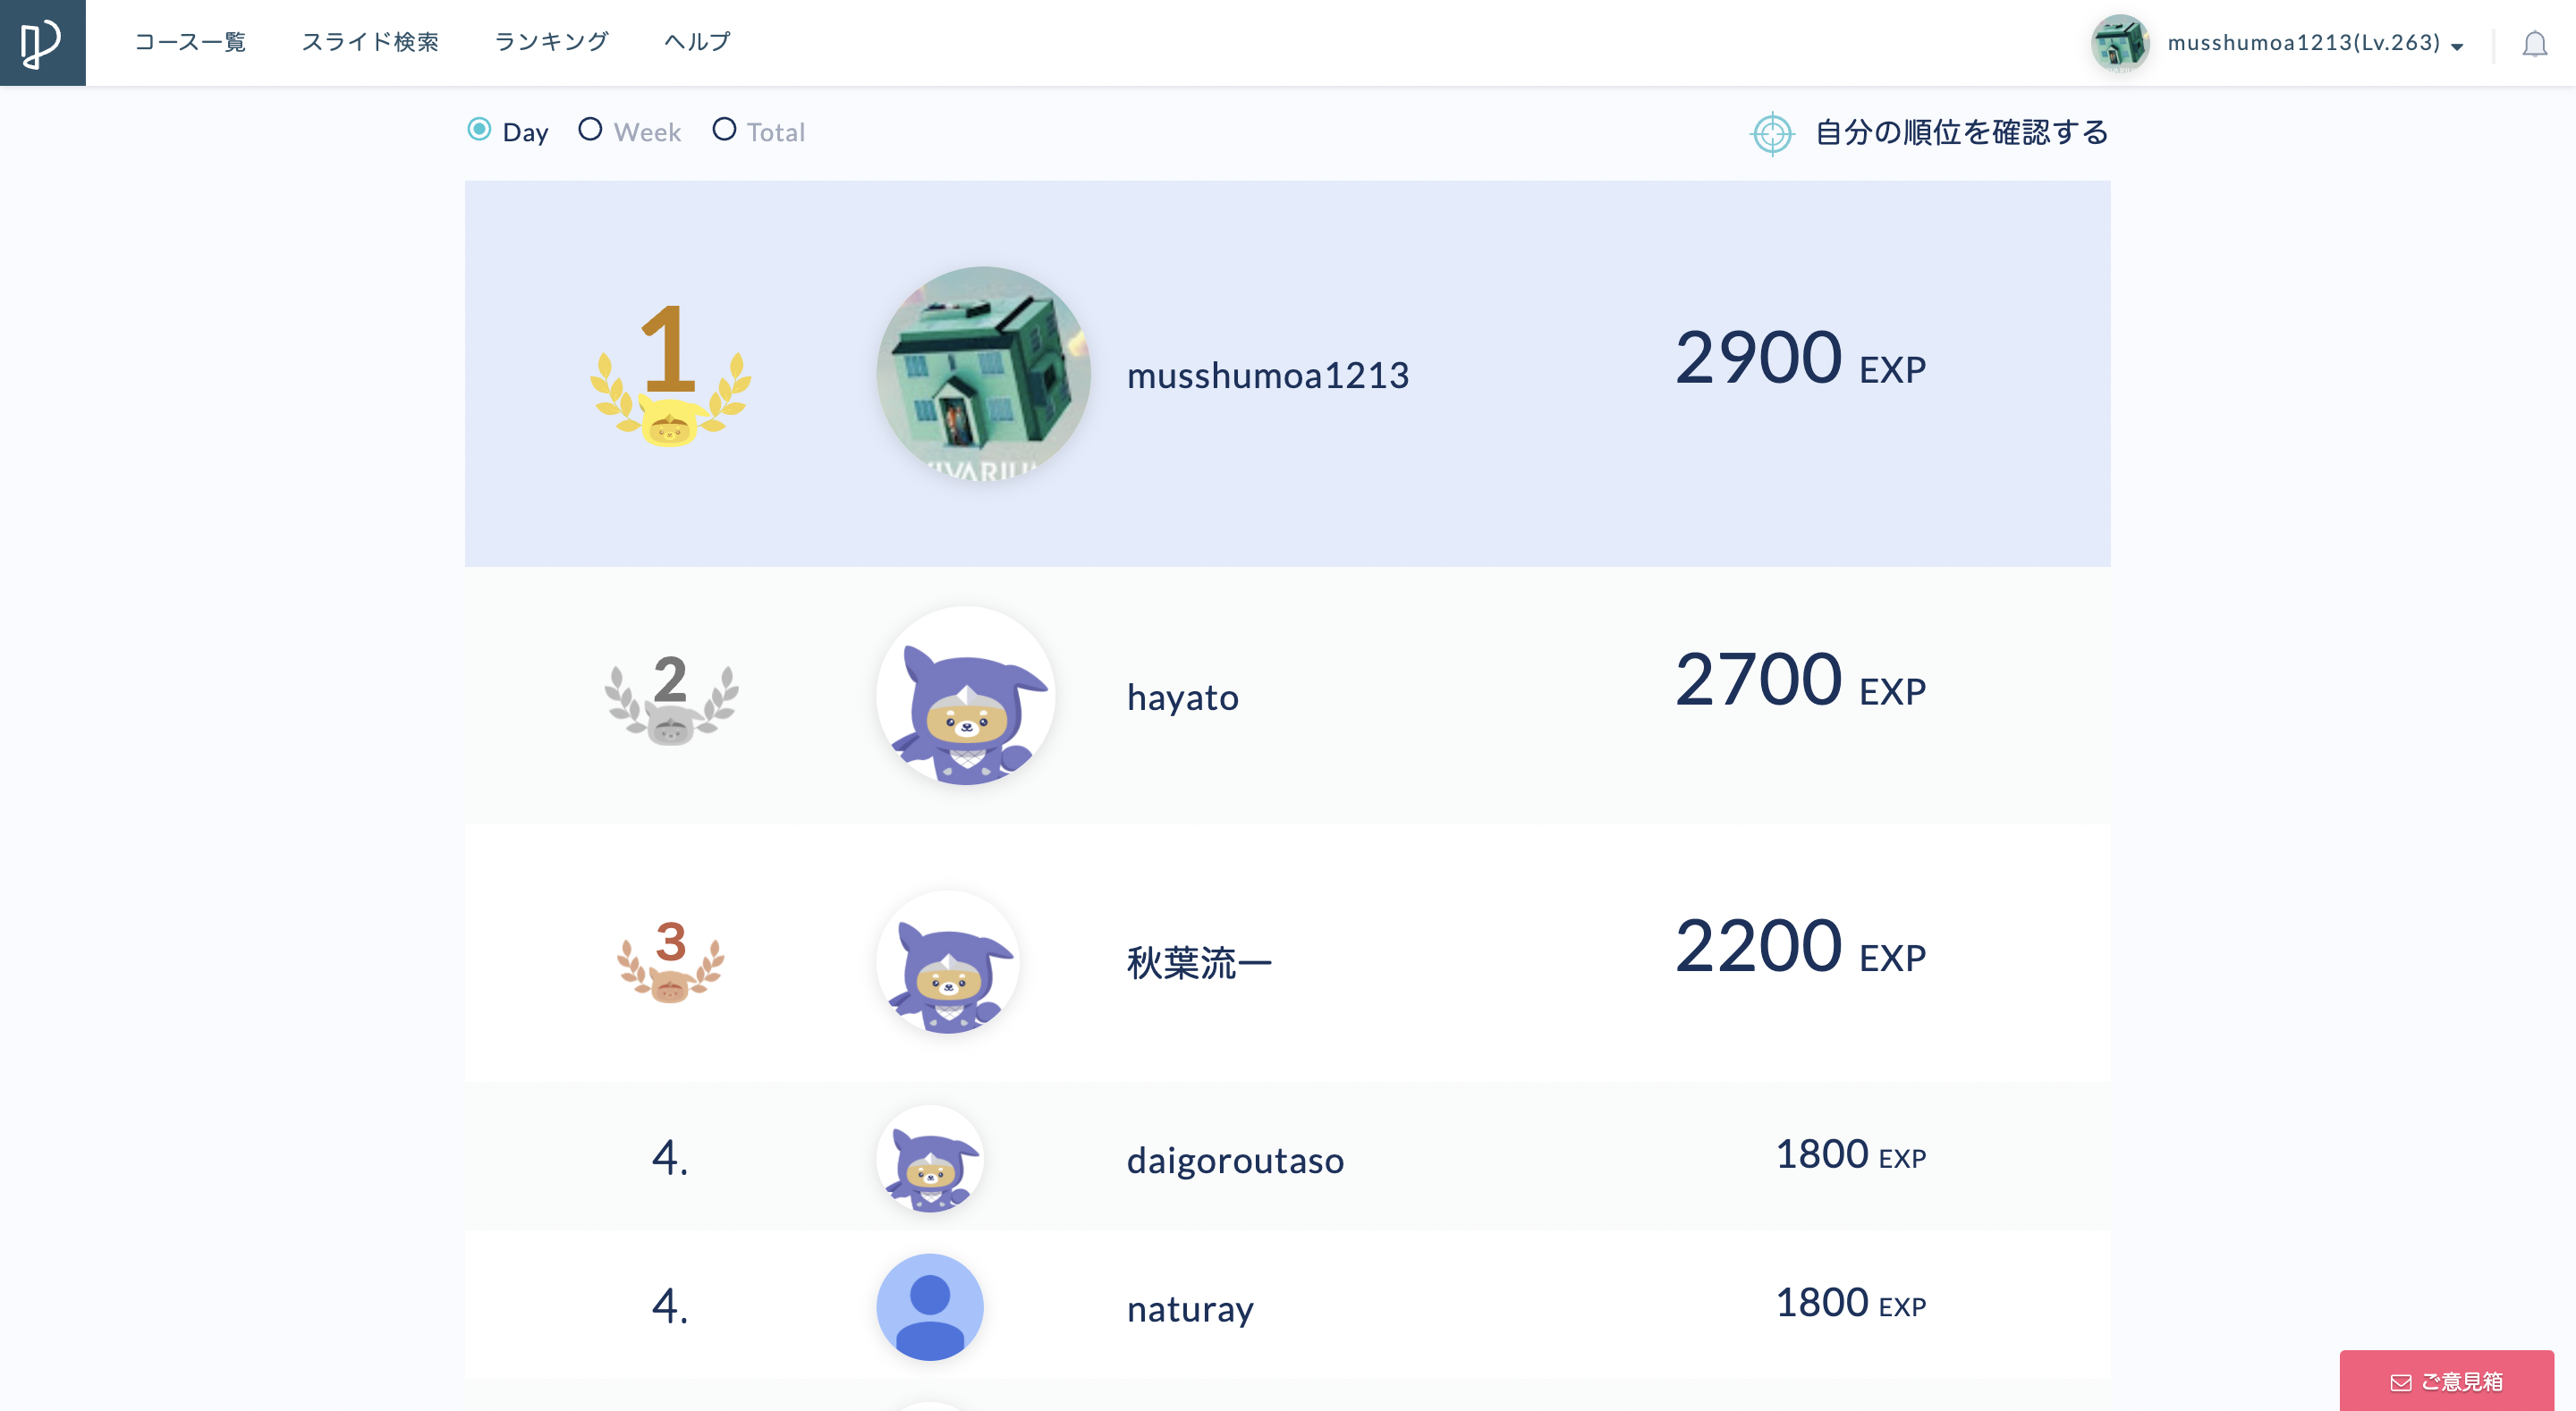 コース一覧 スライド検索 ランキング ヘルプ musshumoa1213(Lv.263)
Day Week Total 自分の順位を確認する
1 musshumoa1213 2900 EXP
VIVARIUM
2 hayato 2700 EXP
3 秋葉流一 2200 EXP
4. daigoroutaso 1800 EXP
4. naturay 1800 EXP
ご意見箱